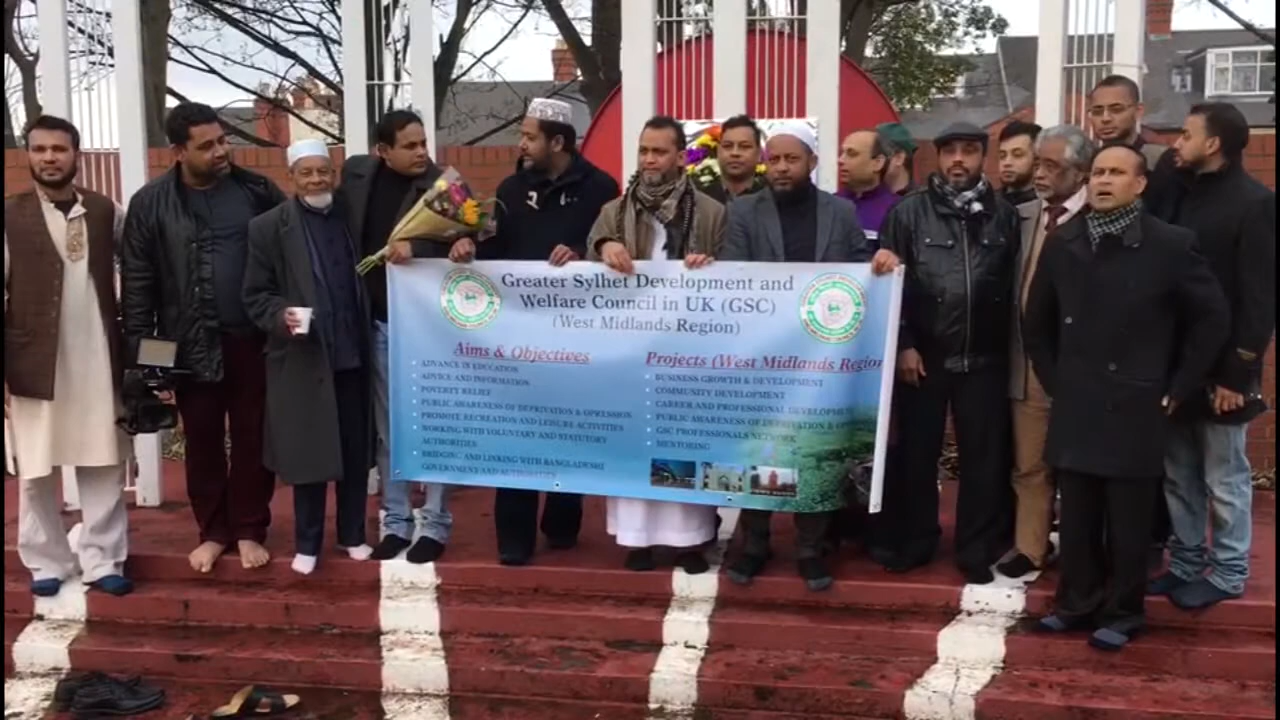 Greater Sylhet Development and
Welfare Council in UK (GSC)
(West Midlands Region)
Aims & Objectives
ADVANCE IN EDUCATION
ADVICE AND INFORMATION
POVERTY RELIEF
PUBLIC AWARENESS OF DEPRIVATION & OPRESSION
PROMOTE RECREATION AND LEISURE ACTIVITIES
WORKING WITH VOLUNTARY AND STATUTORY
AUTHORITIES
BRIDGING AND LINKING WITH BANGLADESHI
GOVERNMENT AND AUTHORITIES
Projects (West Midlands Region
BUSINESS GROWTH & DEVELOPMENT
COMMUNITY DEVELOPMENT
CAREER AND PROFESSIONAL DEVELOPMENT
PUBLIC AWARENESS OF DEPRIVATION &
GSC PROFESSIONALS NETWORK
MENTORING